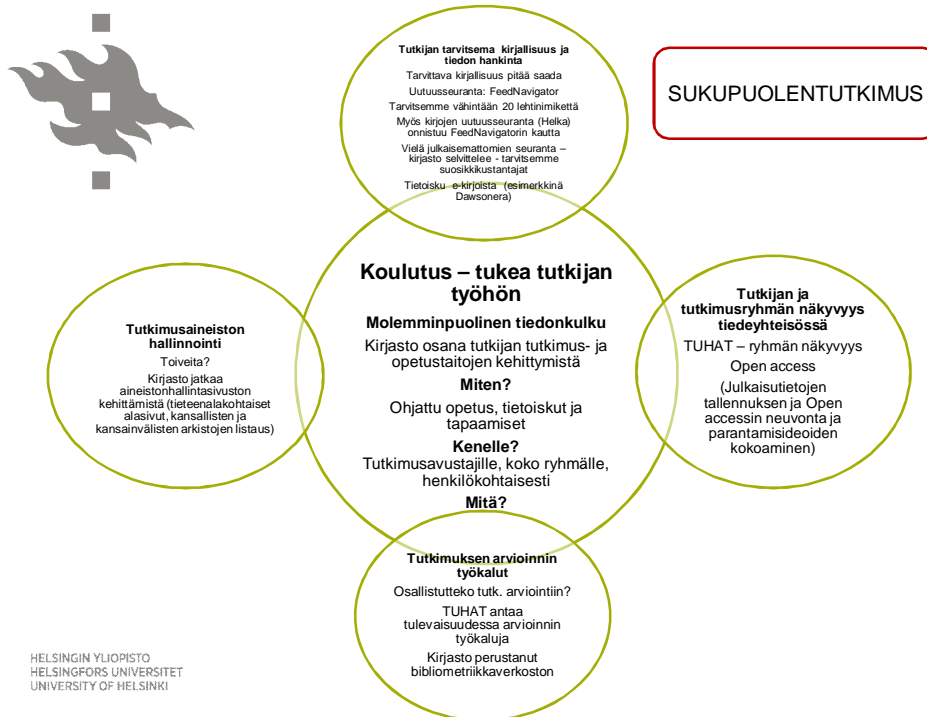 Tutkijan tarvitsema kirjallisuus ja
tiedon hankinta
Tarvittava kirjallisuus pitää saada
Uutuusseuranta: FeedNavigator
Tarvitsemme vähintään 20 lehtinimikettä
Myös kirjojen uutuusseuranta (Helka)
onnistuu FeedNavigatorin kautta
Vielä julkaisemattomien seuranta –
kirjasto selvittelee - tarvitsemme
suosikkikustantajat
Tietoisku e-kirjoista (esimerkkinä
Dawsonera)
SUKUPUOLENTUTKIMUS
Koulutus – tukea tutkijan
työhön
Molemminpuolinen tiedonkulku
Kirjasto osana tutkijan tutkimus- ja
opetustaitojen kehittymistä
Miten?
Ohjattu opetus, tietoiskut ja
tapaamiset
Kenelle?
Tutkimusavustajille, koko ryhmälle,
henkilökohtaisesti
Mitä?
Tutkimusaineiston
hallinnointi
Toiveita?
Kirjasto jatkaa
aineistonhallintasivuston
kehittämistä (tieteenalakohtaiset
alasivut, kansallisten ja
kansainvälisten arkistojen listaus)
Tutkijan ja
tutkimusryhmän näkyvyys
tiedeyhteisössä
TUHAT – ryhmän näkyvyys
Open access
(Julkaisutietojen
tallennuksen ja Open
accessin neuvonta ja
parantamisideoiden
kokoaminen)
Tutkimuksen arvioinnin
työkalut
Osallistutteko tutk. arviointiin?
TUHAT antaa
tulevaisuudessa arvioinnin
työkaluja
Kirjasto perustanut
bibliometriikkaverkoston
HELSINGIN YLIOPISTO
HELSINGFORS UNIVERSITET
UNIVERSITY OF HELSINKI